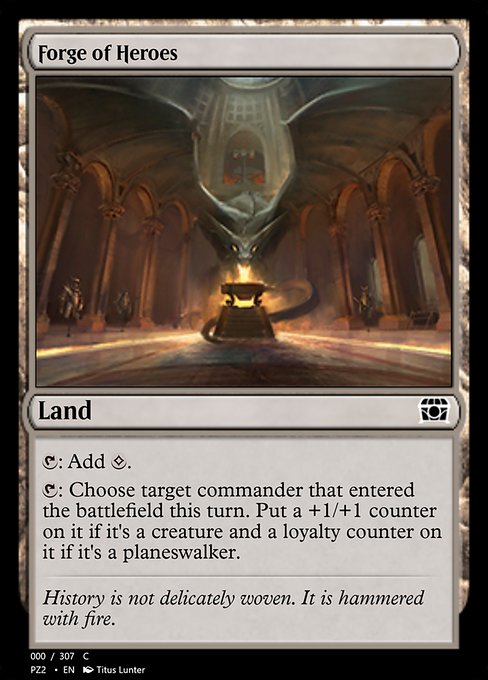 Forge of Heroes
Land
: Add .
: Choose target commander that entered
the battlefield this turn. Put a +1/+1 counter
on it if it's a creature and a loyalty counter on
it if it's a planeswalker.
History is not delicately woven. It is hammered
with fire.
000 / 307 C
PZ2 • EN Titus Lunter